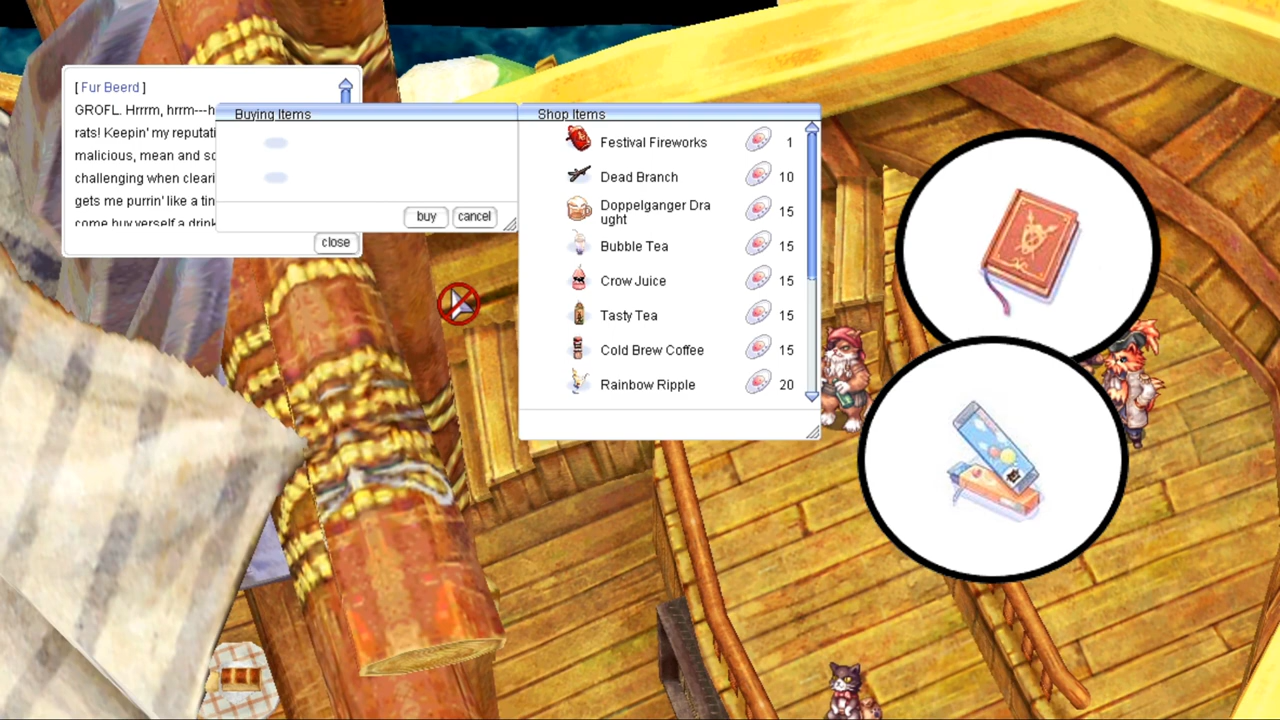 [ Fur Beerd ]
GROFL. Hrrrm, hrrm---h
rats! Keepin' my reputati
malicious, mean and sc
challenging when cleari
gets me purrin' like a tin
come buy yerself a drink
close
Buying Items
buy
cancel
Shop Items
Festival Fireworks 1
Dead Branch 10
Doppelganger Dra
ught 15
Bubble Tea 15
Crow Juice 15
Tasty Tea 15
Cold Brew Coffee 15
Rainbow Ripple 20